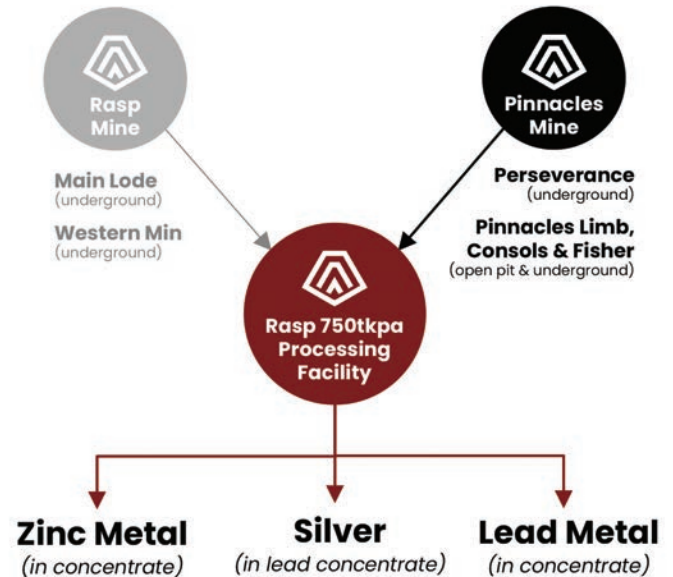 Rasp
Mine
Pinnacles
Mine
Main Lode
(underground)
Western Min
(underground)
Perseverance
(underground)
Pinnacles Limb,
Consols & Fisher
(open pit & underground)
Rasp 750tkpa
Processing
Facility
Zinc Metal
(in concentrate)
Silver
(in lead concentrate)
Lead Metal
(in concentrate)